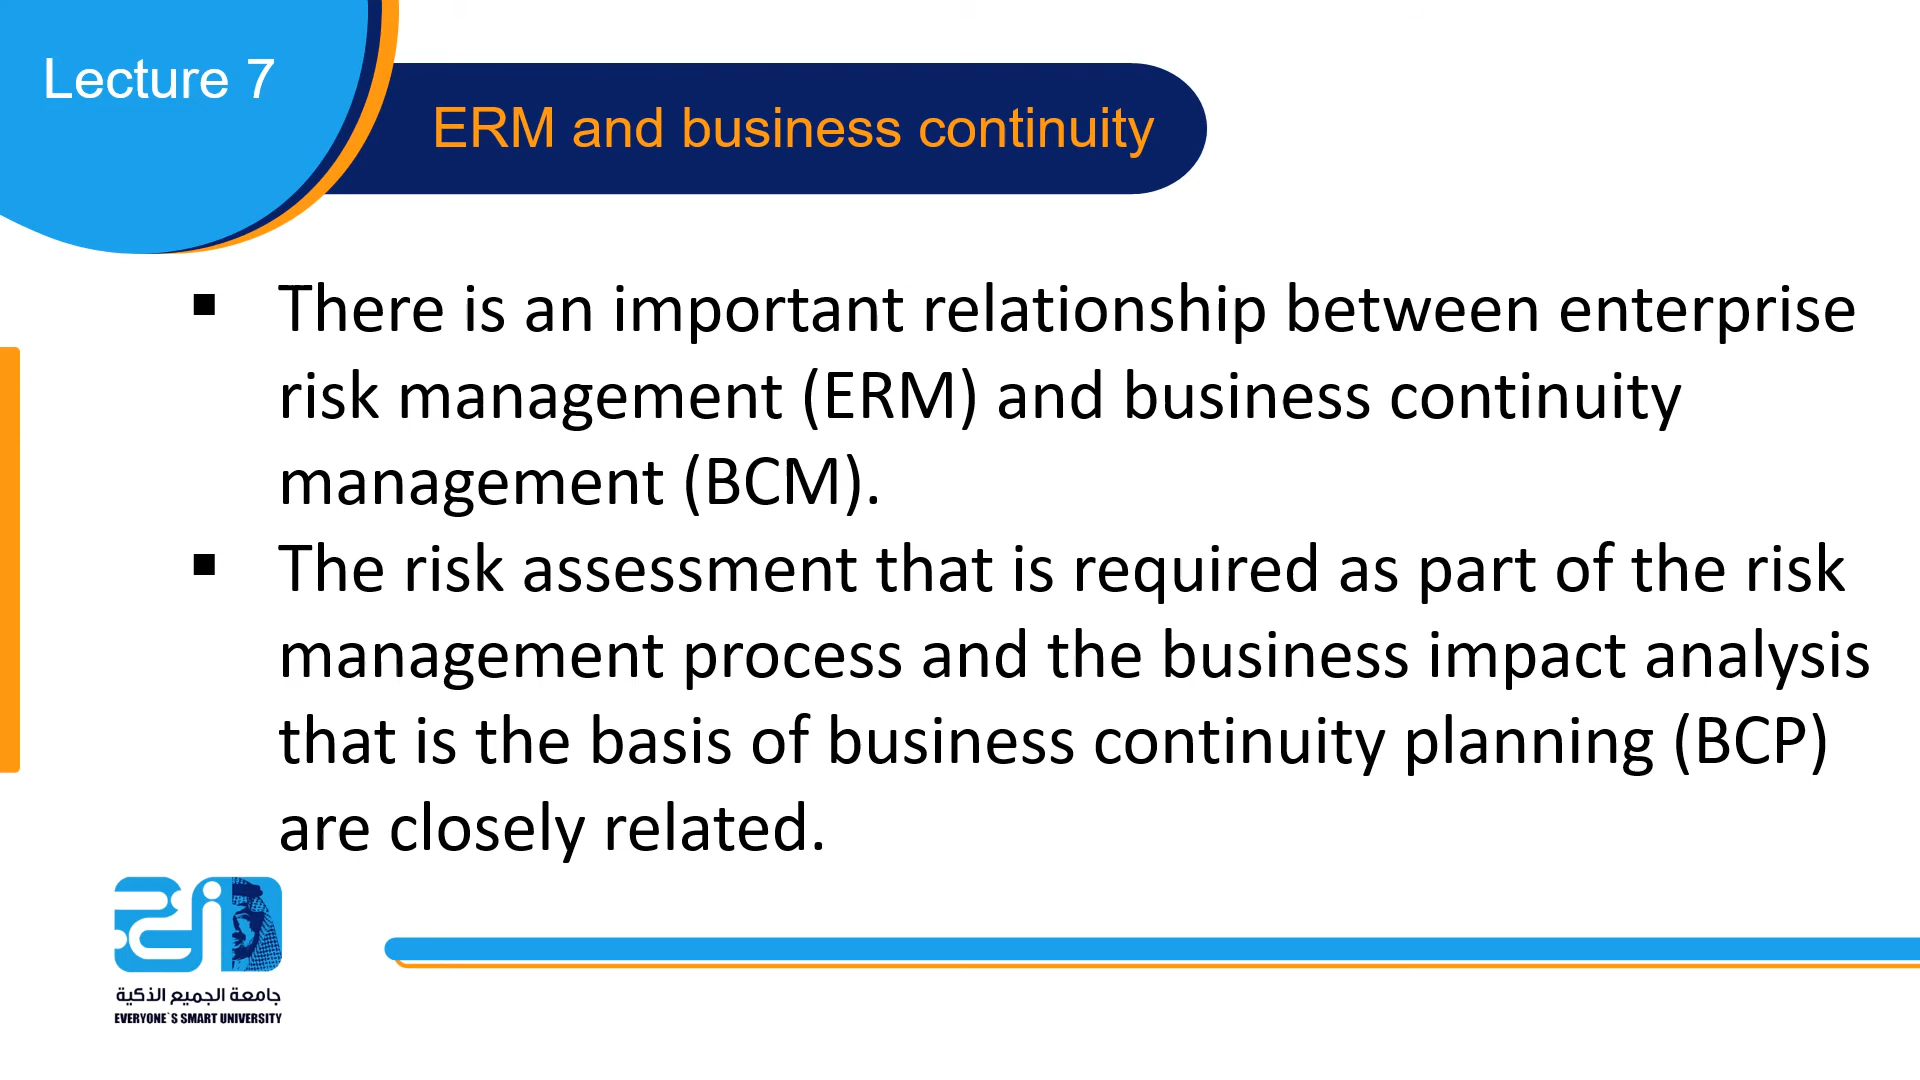 Lecture 7
ERM and business continuity
▪ There is an important relationship between enterprise
risk management (ERM) and business continuity
management (BCM).
▪ The risk assessment that is required as part of the risk
management process and the business impact analysis
that is the basis of business continuity planning (BCP)
are closely related.
جامعة الجميع الذكية
EVERYONE`S SMART UNIVERSITY